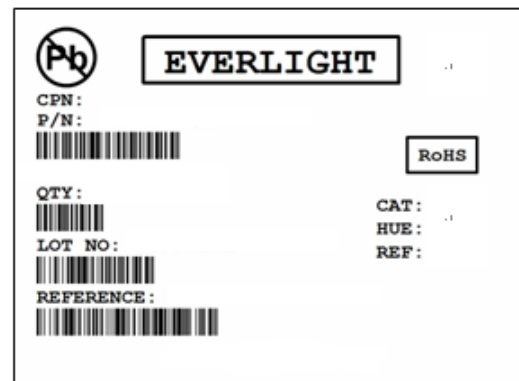 Pb
EVERLIGHT
CPN:
P/N:
RoHS
QTY:
CAT:
HUE:
LOT NO:
REF:
REFERENCE: